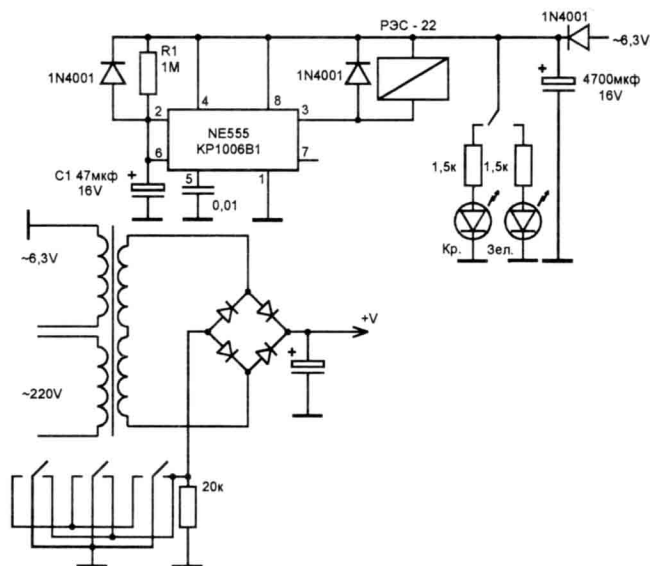 РЭС - 22
1N4001
~6,3V
R1
1М
1N4001
1N4001
4700мкф
16V
4
8
2
3
NE555
КР1006В1
6
7
С1 47мкф
16V
5
1
0,01
1,5к
1,5к
Кр.
Зел.
~6,3V
+V
~220V
20к